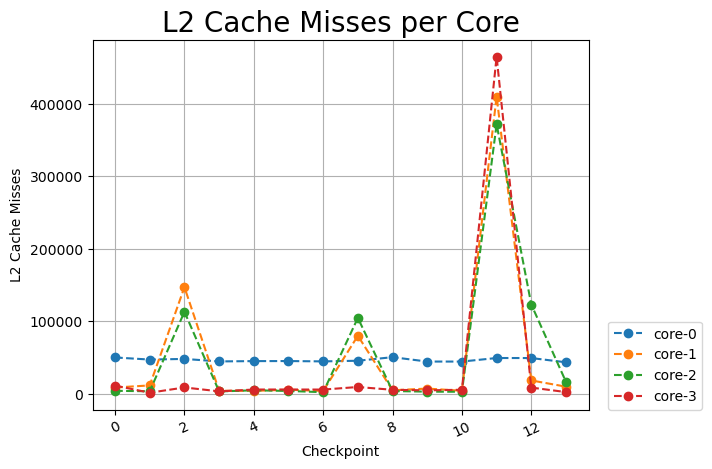 L2 Cache Misses per Core
L2 Cache Misses
400000
300000
200000
100000
0
0 2 4 6 8 10 12
Checkpoint
core-0
core-1
core-2
core-3